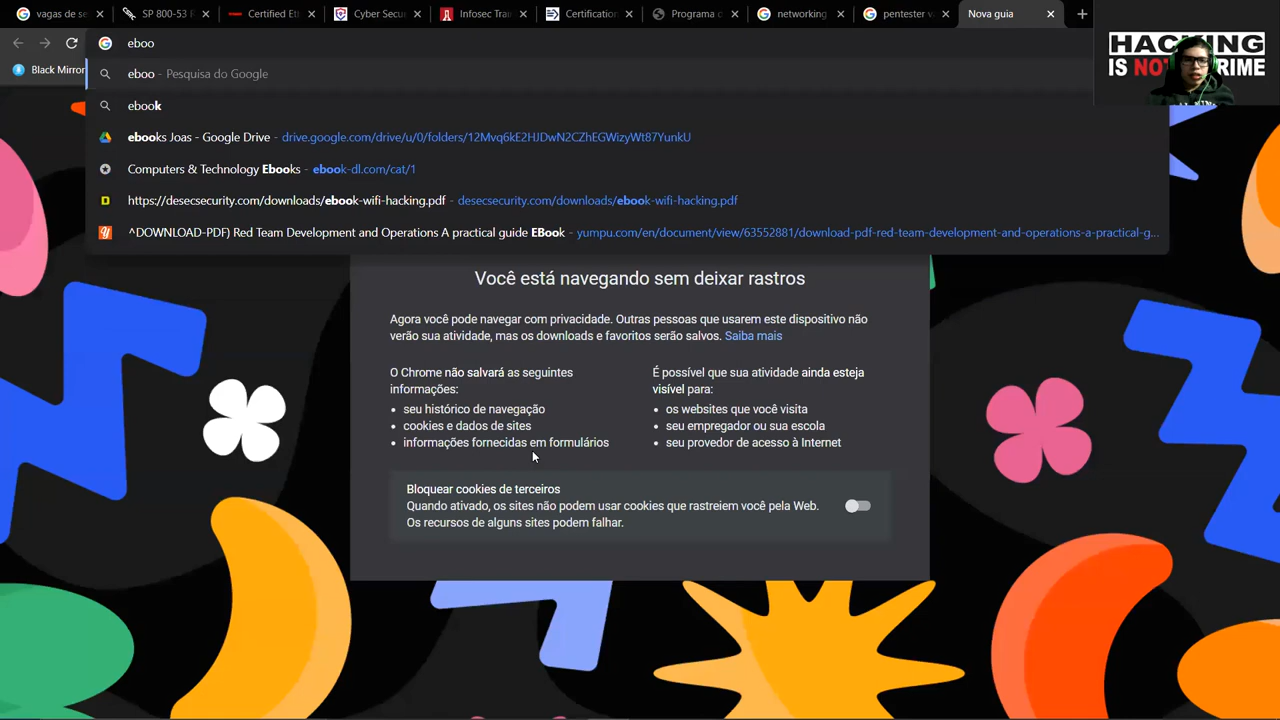 vagas de se
SP 800-53 R
Certified Et
Cyber Secu
Infosec Trai
Certification
Programa d
networking
pentester v
Nova guia
eboo
Black Mirror
HACKING
IS NOT RIME
eboo - Pesquisa do Google
ebook
ebooks Joas - Google Drive - drive.google.com/drive/u/0/folders/12Mvq6kE2HJDwN2CZhEGWizyWt87YunkU
Computers & Technology Ebooks - ebook-dl.com/cat/1
https://desecsecurity.com/downloads/ebook-wifi-hacking.pdf - desecsecurity.com/downloads/ebook-wifi-hacking.pdf
^DOWNLOAD-PDF) Red Team Development and Operations A practical guide EBook - yumpu.com/en/document/view/63552881/download-pdf-red-team-development-and-operations-a-practical-g...
Você está navegando sem deixar rastros
Agora você pode navegar com privacidade. Outras pessoas que usarem este dispositivo não
verão sua atividade, mas os downloads e favoritos serão salvos. Saiba mais
O Chrome não salvará as seguintes
informações:
• seu histórico de navegação
• cookies e dados de sites
• informações fornecidas em formulários
É possível que sua atividade ainda esteja
visível para:
• os websites que você visita
• seu empregador ou sua escola
• seu provedor de acesso à Internet
Bloquear cookies de terceiros
Quando ativado, os sites não podem usar cookies que rastreiem você pela Web.
Os recursos de alguns sites podem falhar.